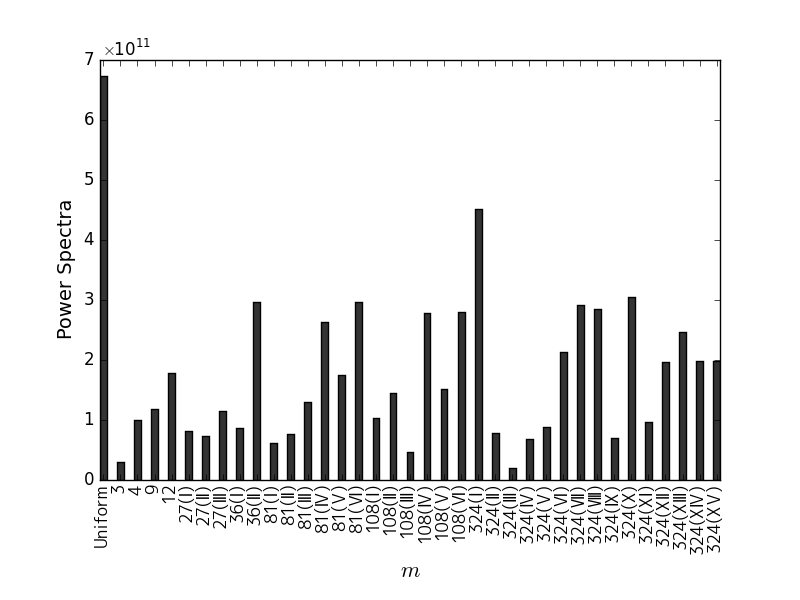 ×10¹¹
7
6
5
4
3
2
1
0
Power Spectra
Uniform
3
4
9
12
27(I)
27(II)
27(III)
36(I)
36(II)
81(I)
81(II)
81(III)
81(IV)
81(V)
81(VI)
108(I)
108(II)
108(III)
108(IV)
108(V)
108(VI)
324(I)
324(II)
324(III)
324(IV)
324(V)
324(VI)
324(VII)
324(VIII)
324(IX)
324(X)
324(XI)
324(XII)
324(XIII)
324(XIV)
324(XV)
m